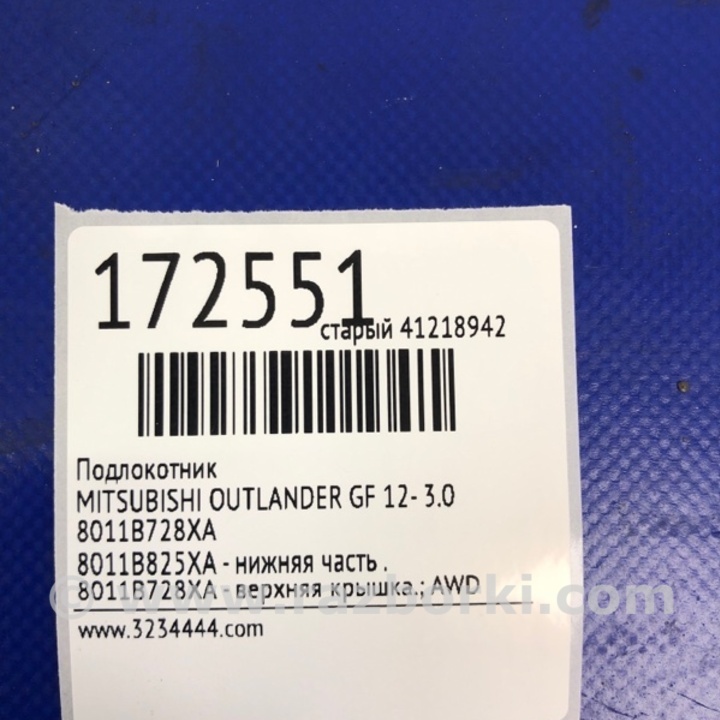 172551
старый 41218942
Подлокотник
MITSUBISHI OUTLANDER GF 12- 3.0
8011B728XA
8011B825XA - нижняя часть .
8011B728XA - верхняя крышка.; AWD
© www.razborki.com
www.3234444.com